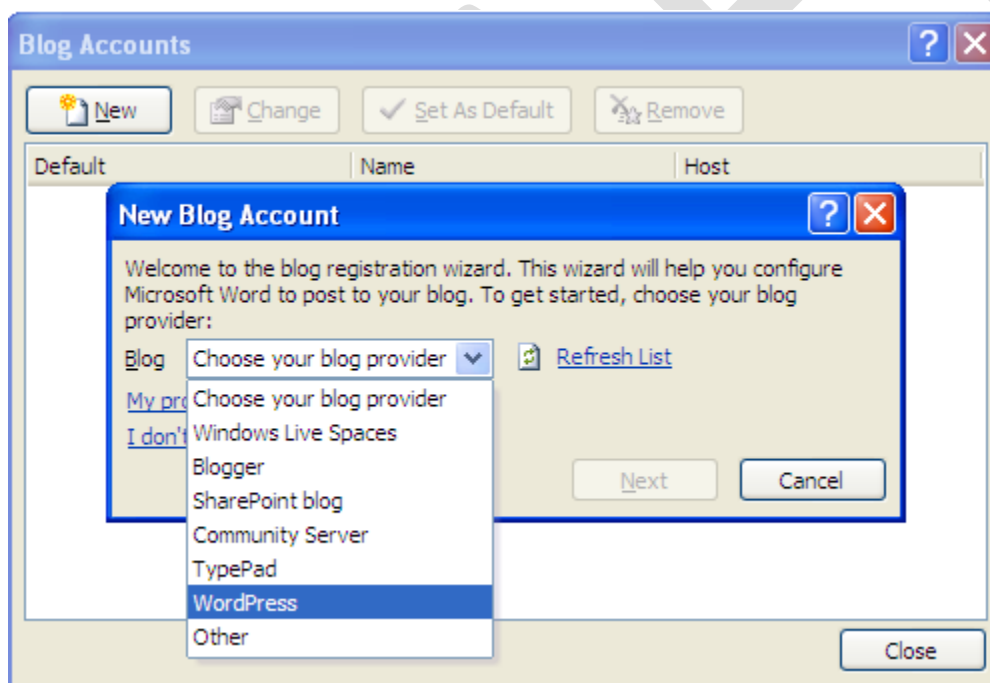 Blog Accounts
New Change Set As Default Remove
Default Name Host
New Blog Account
Welcome to the blog registration wizard. This wizard will help you configure
Microsoft Word to post to your blog. To get started, choose your blog
provider:
Blog Choose your blog provider Refresh List
My pro
Choose your blog provider
I don't
Windows Live Spaces
Blogger
SharePoint blog
Next Cancel
Community Server
TypePad
WordPress
Other
Close